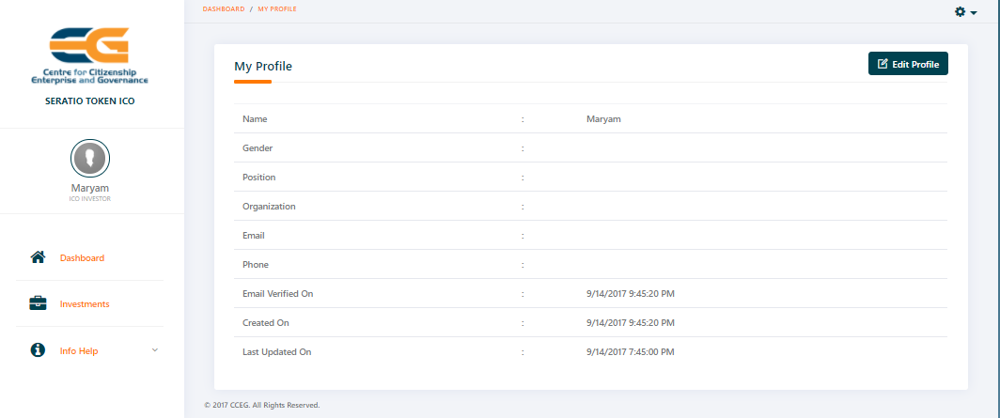 Centre for Citizenship
Enterprise and Governance
SERATIO TOKEN ICO
Maryam
ICO INVESTOR
Dashboard
Investments
Info Help
DASHBOARD / MY PROFILE
My Profile
Edit Profile
Name : Maryam
Gender :
Position :
Organization :
Email :
Phone :
Email Verified On : 9/14/2017 9:45:20 PM
Created On : 9/14/2017 9:45:20 PM
Last Updated On : 9/14/2017 7:45:00 PM
© 2017 CCEG. All Rights Reserved.